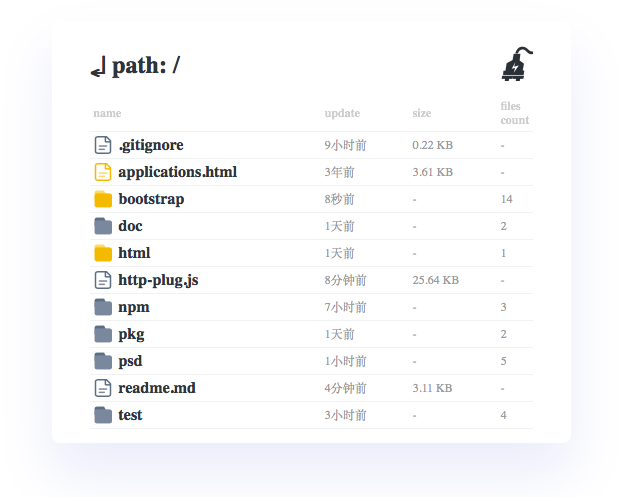 path: /
name update size files count
.gitignore 9小时前 0.22 KB -
applications.html 3年前 3.61 KB -
bootstrap 8秒前 - 14
doc 1天前 - 2
html 1天前 - 1
http-plug.js 8分钟前 25.64 KB -
npm 7小时前 - 3
pkg 1天前 - 2
psd 1小时前 - 5
readme.md 4分钟前 3.11 KB -
test 3小时前 - 4